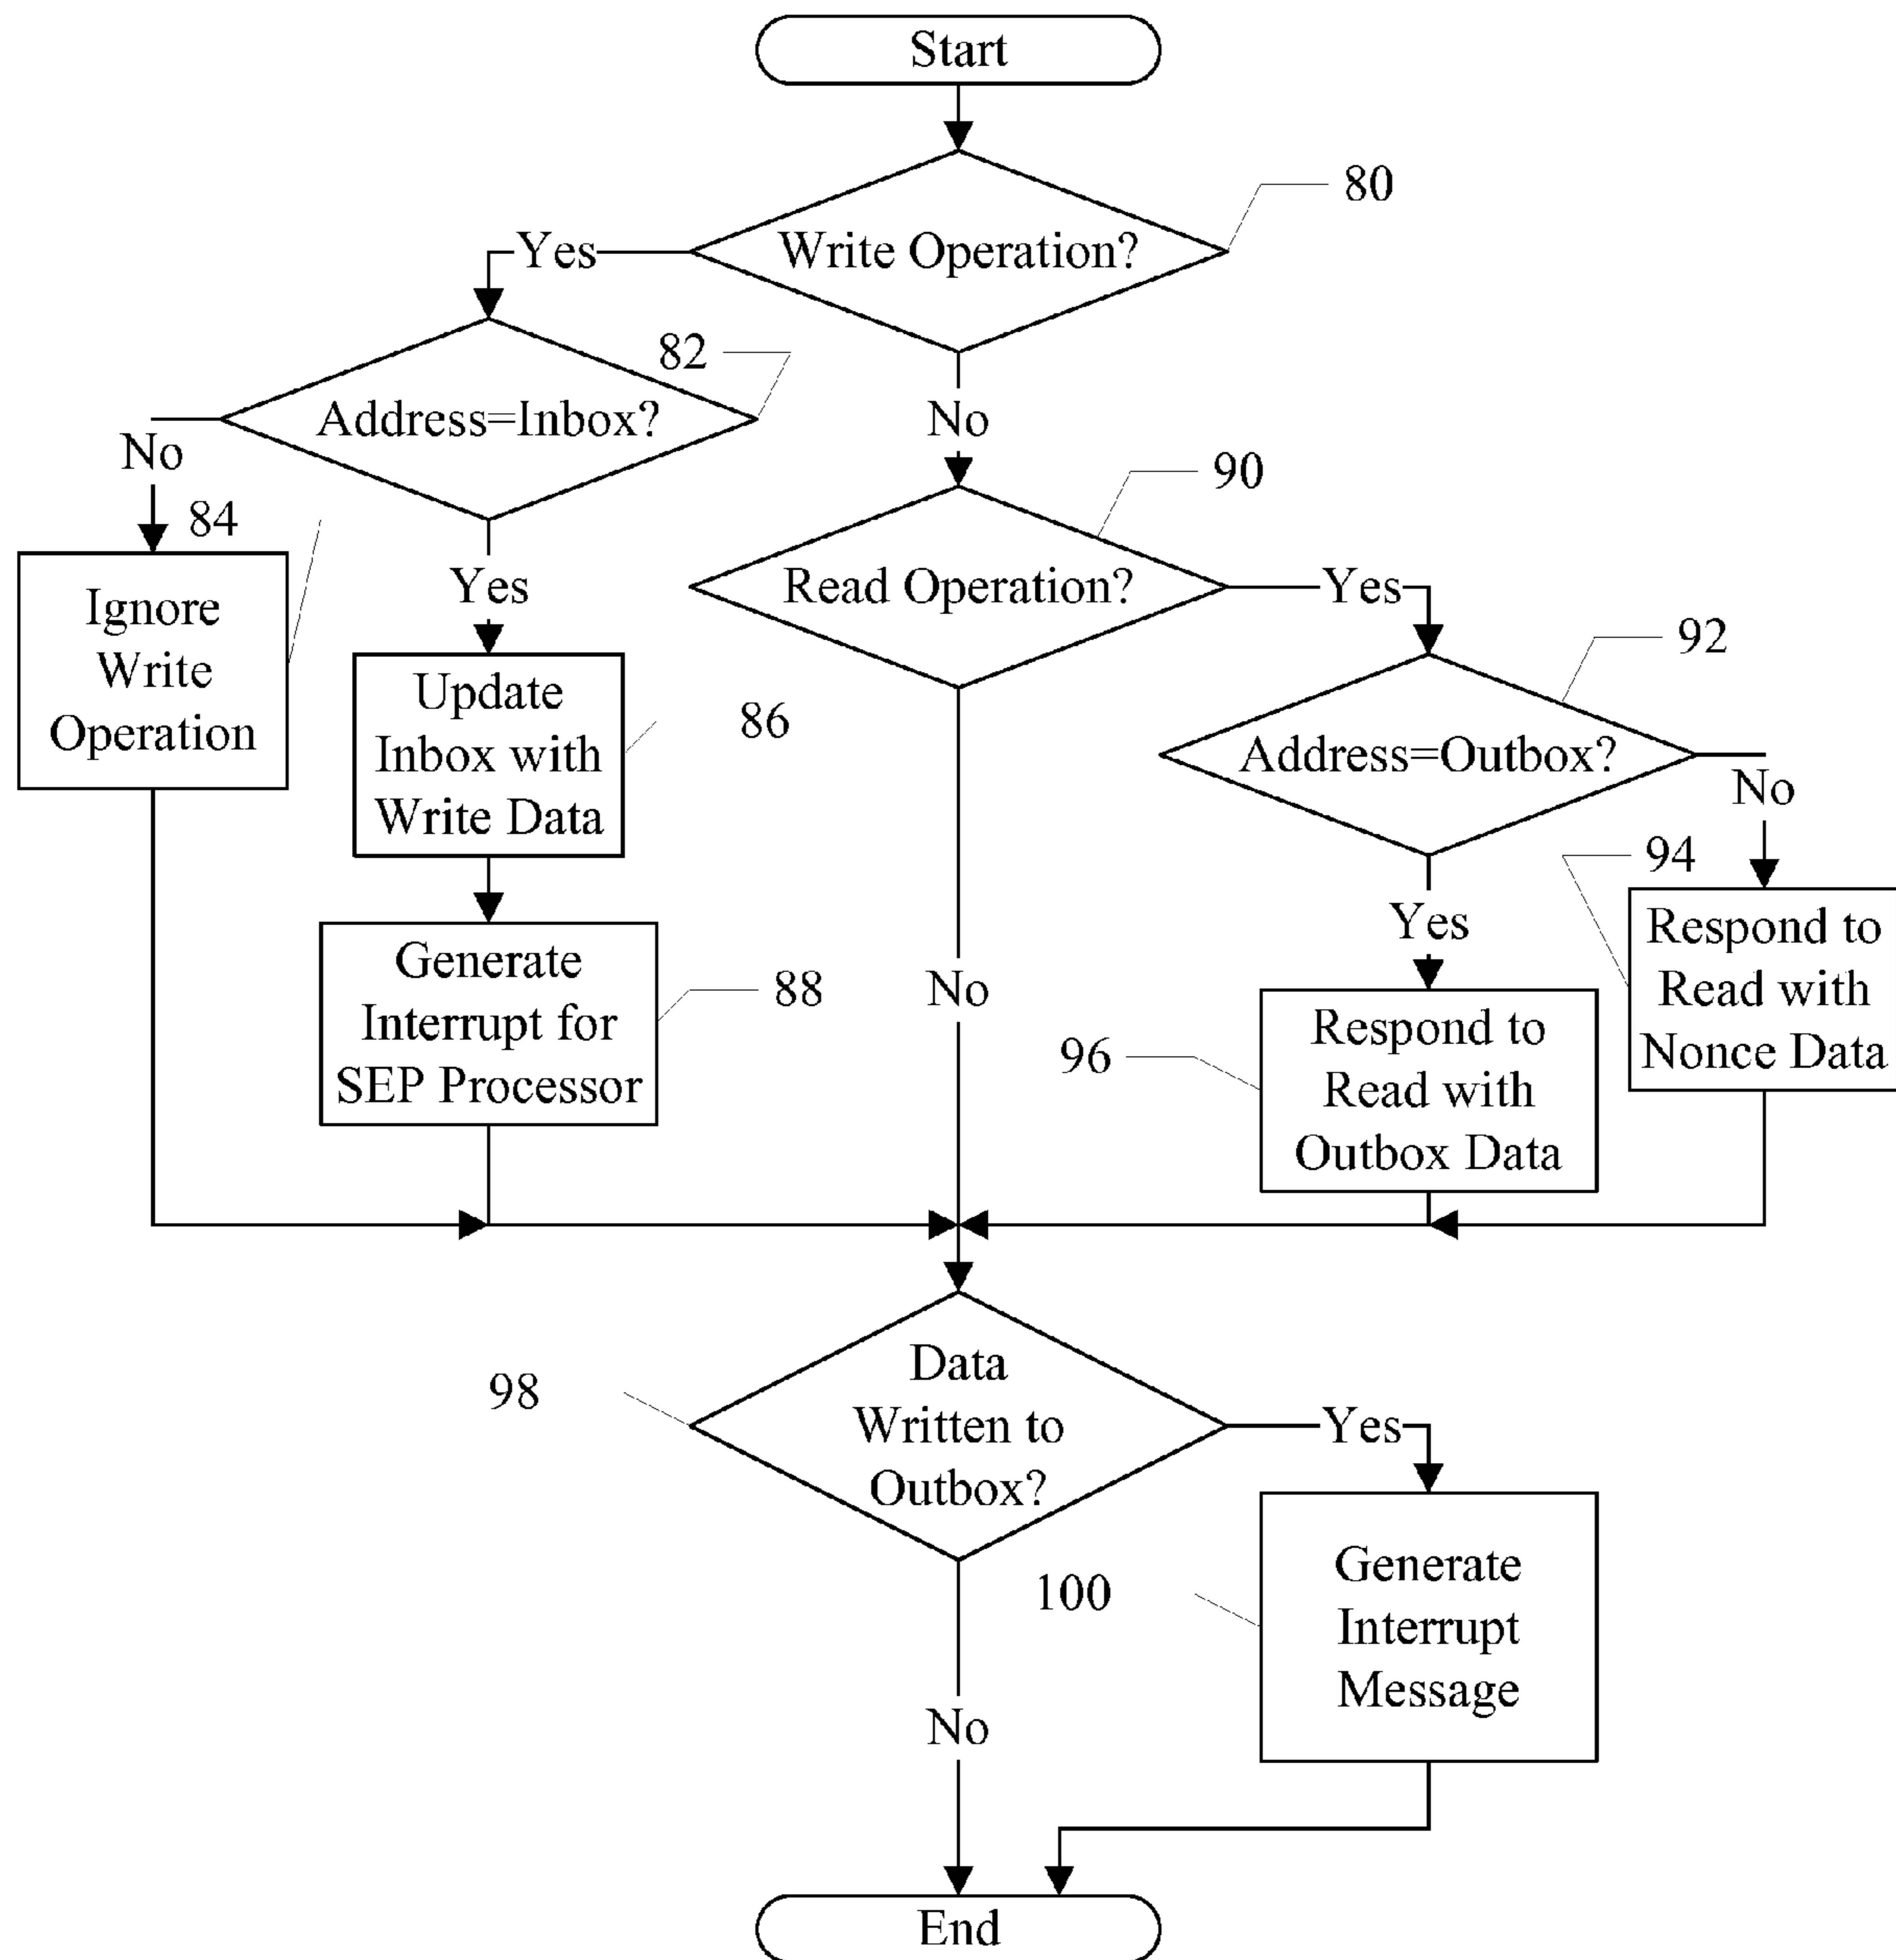 Start
80
Write Operation?
Yes
82
Address=Inbox?
No
No
90
84
Ignore
Write
Operation
Yes
Read Operation?
Yes
92
Update
Inbox with
Write Data
86
Address=Outbox?
No
94
Generate
Interrupt for
SEP Processor
88
No
Yes
Respond to
Read with
Nonce Data
96
Respond to
Read with
Outbox Data
98
Data
Written to
Outbox?
Yes
100
Generate
Interrupt
Message
No
End